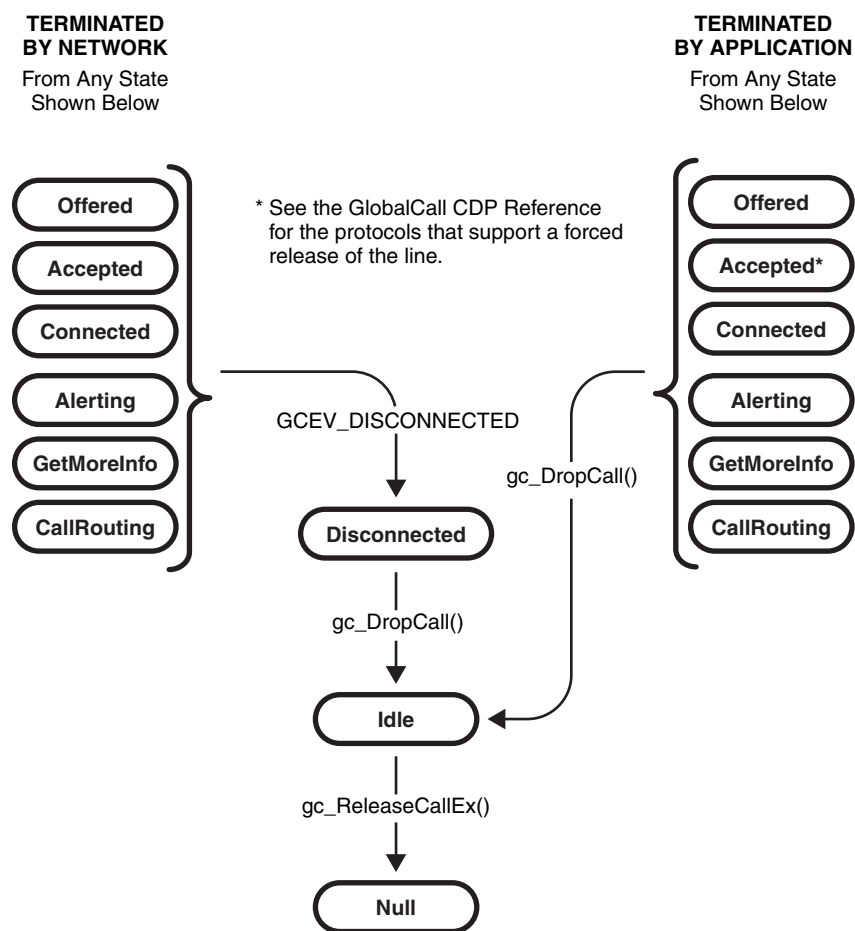 TERMINATED
BY NETWORK
From Any State
Shown Below
TERMINATED
BY APPLICATION
From Any State
Shown Below
Offered
Accepted
Connected
Alerting
GetMoreInfo
CallRouting
* See the GlobalCall CDP Reference
for the protocols that support a forced
release of the line.
Offered
Accepted*
Connected
Alerting
GetMoreInfo
CallRouting
GCEV_DISCONNECTED
gc_DropCall()
Disconnected
gc_DropCall()
Idle
gc_ReleaseCallEx()
Null